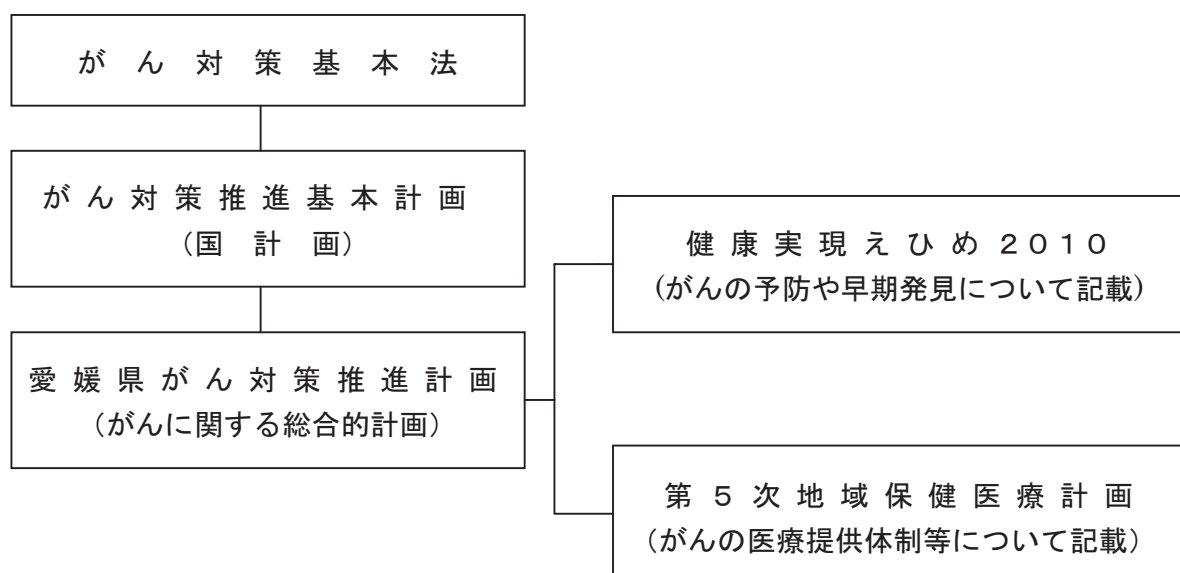 がん対策基本法
がん対策推進基本計画
(国計画)
愛媛県がん対策推進計画
(がんに関する総合的計画)
健康実現えひめ2010
(がんの予防や早期発見について記載)
第5次地域保健医療計画
(がんの医療提供体制等について記載)